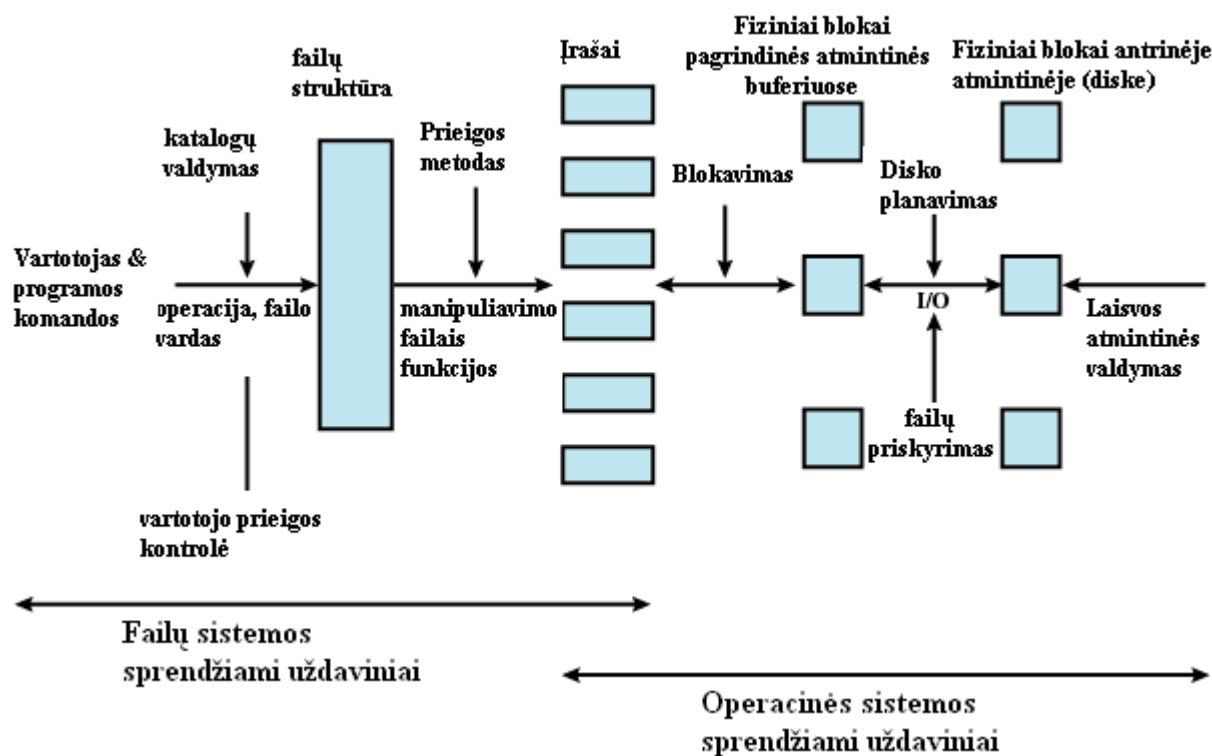 failų
struktūra
Įrašai
Fiziniai blokai
pagrindinės atmintinės
buferiuose
Fiziniai blokai antrinėje
atmintinėje (diske)
katalogų
valdymas
Prieigos
metodas
Blokavimas
Disko
planavimas
Vartotojas &
programos
komandos
operacija, failo
vardas
manipuliavimo
failais
funkcijos
I/O
Laisvos
atmintinės
valdymas
failų
priskyrimas
vartotojo prieigos
kontrolė
Failų sistemos
sprendžiami uždaviniai
Operacinės sistemos
sprendžiami uždaviniai